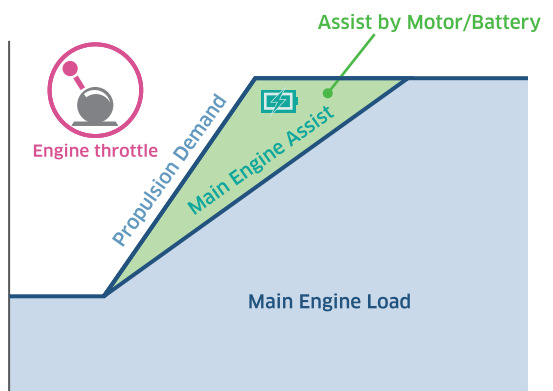 Assist by Motor/Battery
Engine throttle
Propulsion Demand
Main Engine Assist
Main Engine Load